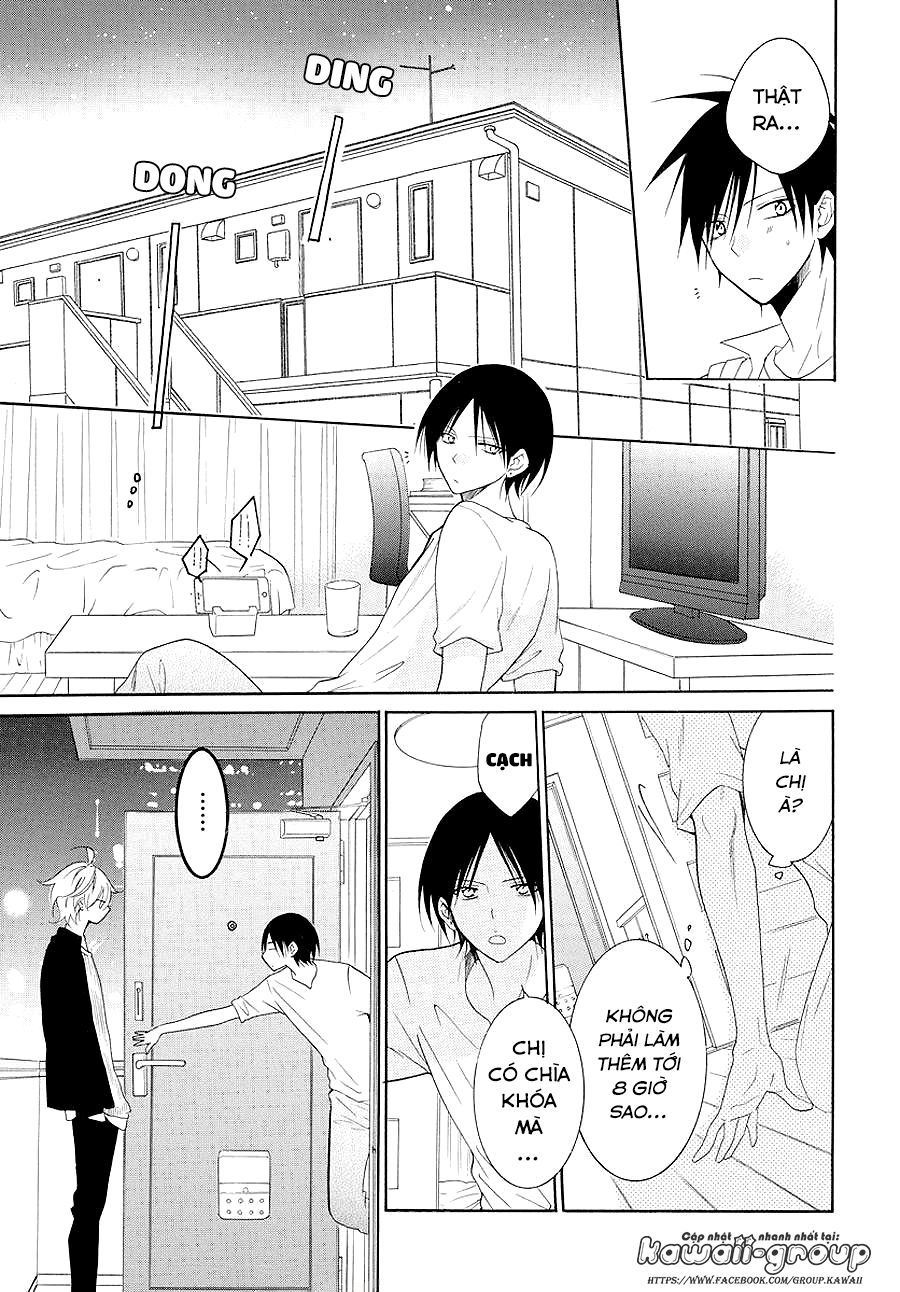 THẬT
RA...
DING
DONG
LÀ
CHỊ
À?
KHÔNG
PHẢI LÀM
THÊM TỚI
8 GIỜ
SAO...
CẠCH
CHỊ
CÓ CHÌA
KHÓA
MÀ
...
......
Cập nhật nhanh nhất tại:
kawaii-group
HTTPS://WWW.FACEBOOK.COM/GROUP.KAWAII